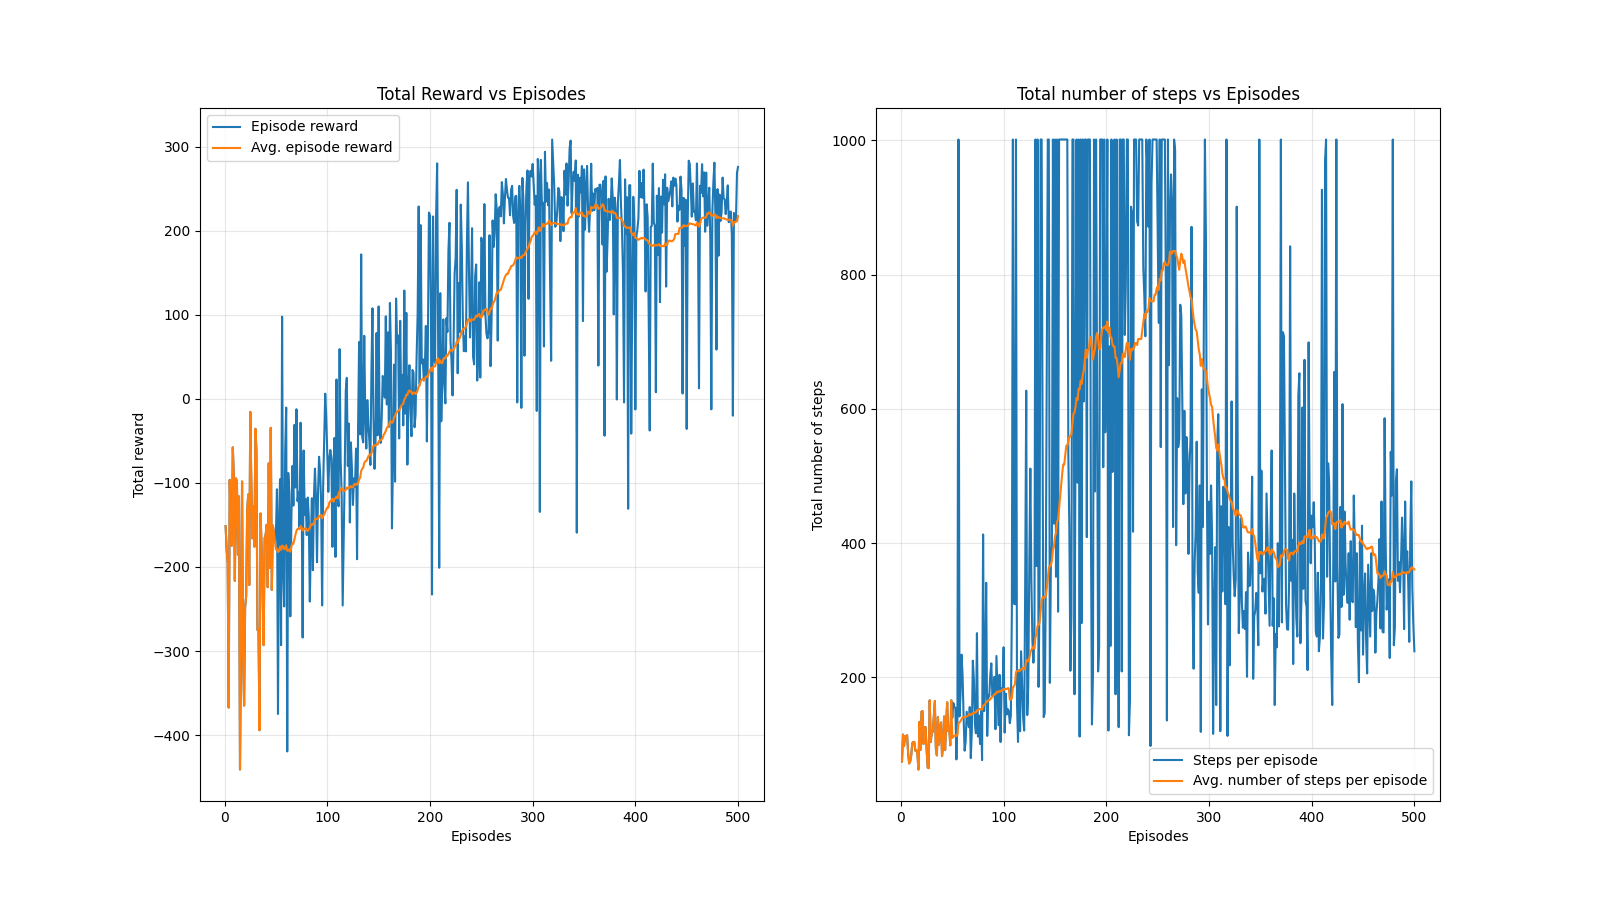 Total Reward vs Episodes
Episode reward
Avg. episode reward
300
200
100
0
−100
−200
−300
−400
Total reward
0 100 200 300 400 500
Episodes
Total number of steps vs Episodes
1000
800
600
400
200
Total number of steps
Steps per episode
Avg. number of steps per episode
0 100 200 300 400 500
Episodes